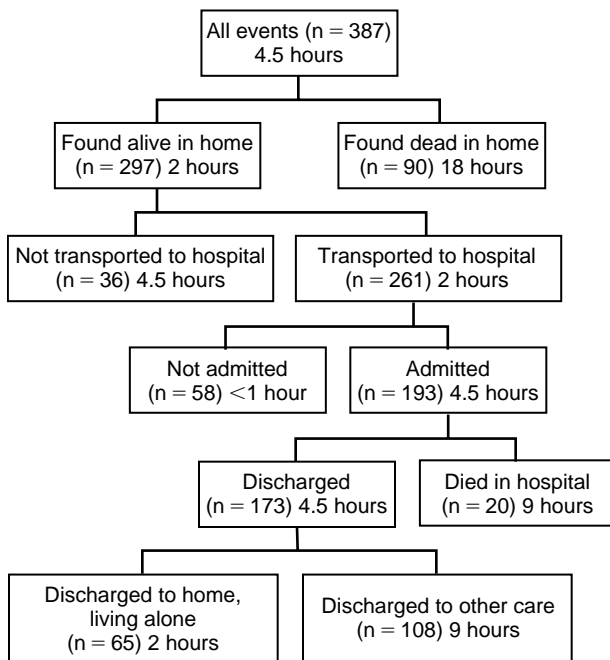 All events (n = 387)
4.5 hours
Found alive in home
(n = 297) 2 hours
Found dead in home
(n = 90) 18 hours
Not transported to hospital
(n = 36) 4.5 hours
Transported to hospital
(n = 261) 2 hours
Not admitted
(n = 58) <1 hour
Admitted
(n = 193) 4.5 hours
Discharged
(n = 173) 4.5 hours
Died in hospital
(n = 20) 9 hours
Discharged to home,
living alone
(n = 65) 2 hours
Discharged to other care
(n = 108) 9 hours